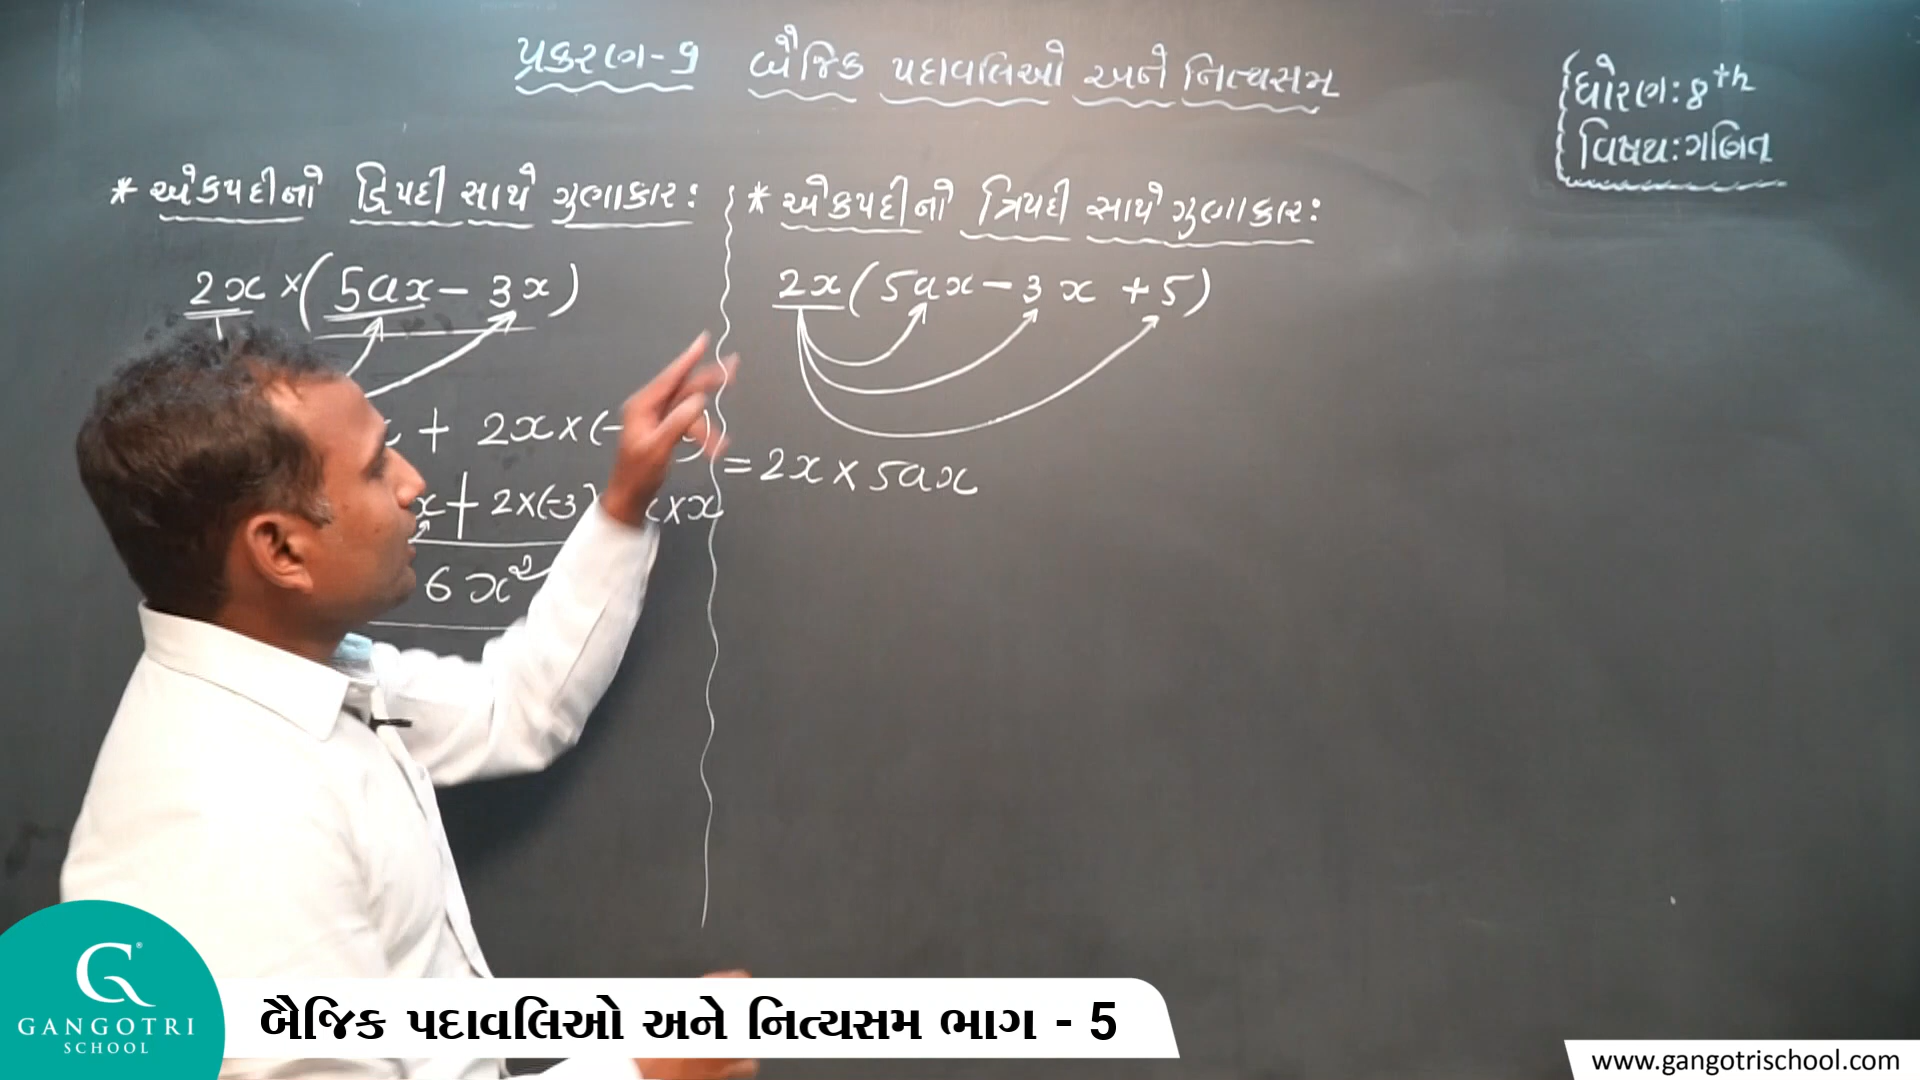 પ્રકરણ-9 બૈજિક પદાવલિઓ અને નિત્યસમ
ધોરણ: 8th
વિષય: ગણિત
* એકપદીનો દ્વિપદી સાથે ગુણાકાર:
2x × (5ax - 3x)
+ 2x × (-
x + 2×(-3) x×x
6x²
* એકપદીનો ત્રિપદી સાથે ગુણાકાર:
2x (5ax - 3x + 5)
= 2x × 5ax
GANGOTRI
SCHOOL
બૈજિક પદાવલિઓ અને નિત્યસમ ભાગ - 5
www.gangotrischool.com